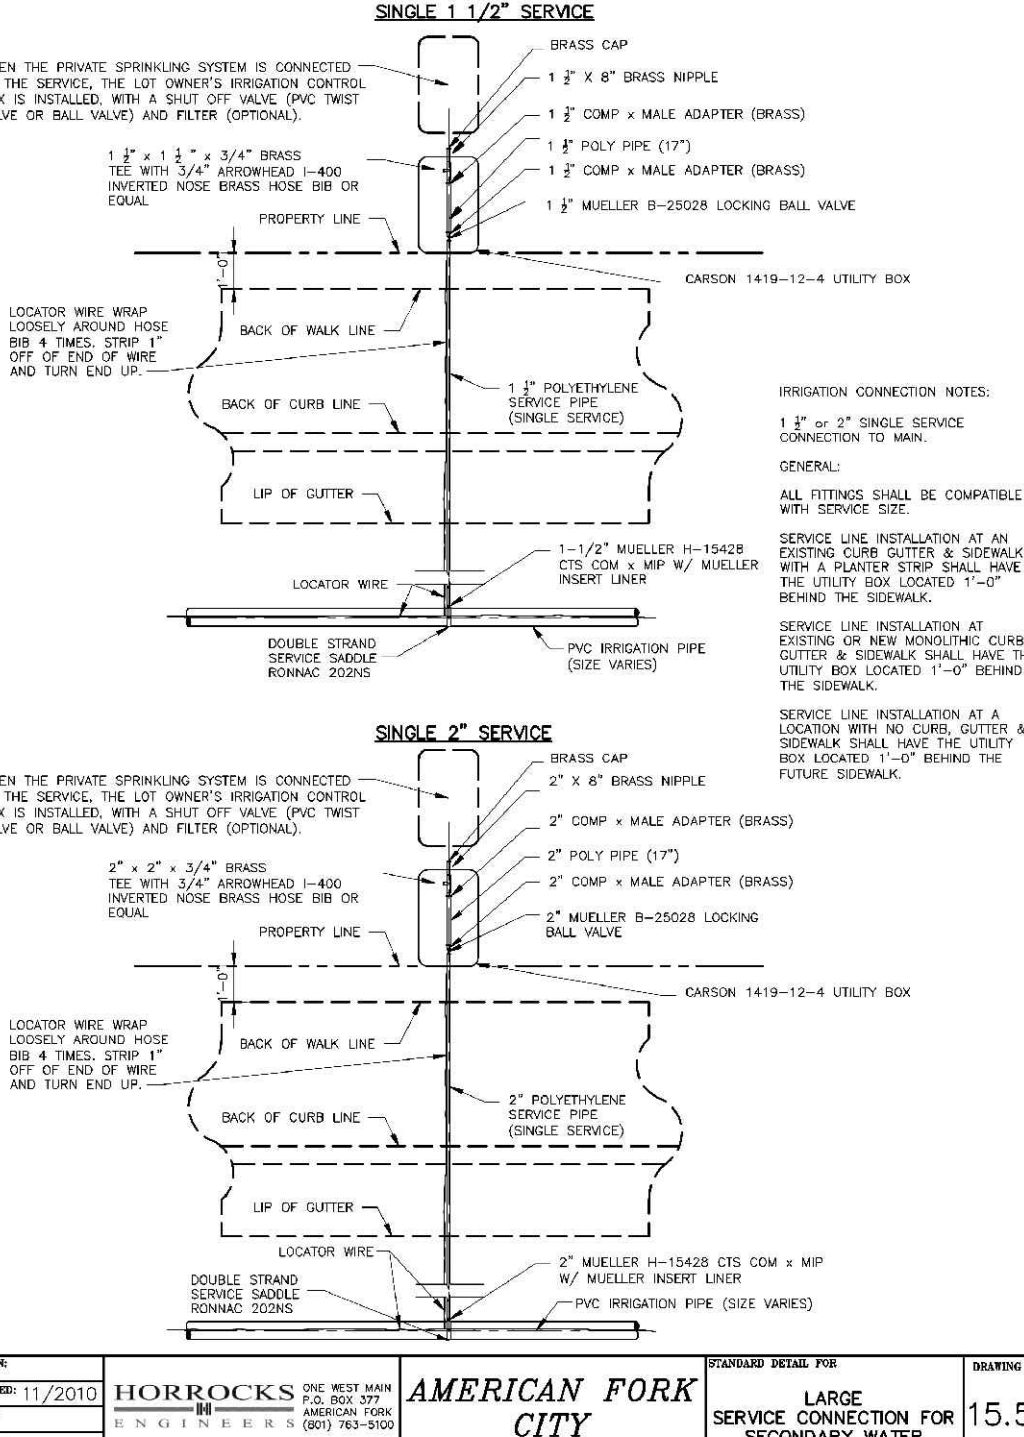 SINGLE 1 1/2" SERVICE
EN THE PRIVATE SPRINKLING SYSTEM IS CONNECTED
THE SERVICE, THE LOT OWNER'S IRRIGATION CONTROL
X IS INSTALLED, WITH A SHUT OFF VALVE (PVC TWIST
LVE OR BALL VALVE) AND FILTER (OPTIONAL).
BRASS CAP
1 ½" X 8" BRASS NIPPLE
1 ½" COMP x MALE ADAPTER (BRASS)
1 ½" POLY PIPE (17")
1 ½" COMP x MALE ADAPTER (BRASS)
1 ½" MUELLER B-25028 LOCKING BALL VALVE
1 ½" x 1 ½ " x 3/4" BRASS
TEE WITH 3/4" ARROWHEAD I-400
INVERTED NOSE BRASS HOSE BIB OR
EQUAL
PROPERTY LINE
1'-0"
CARSON 1419-12-4 UTILITY BOX
LOCATOR WIRE WRAP
LOOSELY AROUND HOSE
BIB 4 TIMES. STRIP 1"
OFF OF END OF WIRE
AND TURN END UP.
BACK OF WALK LINE
1 ½" POLYETHYLENE
SERVICE PIPE
(SINGLE SERVICE)
BACK OF CURB LINE
LIP OF GUTTER
LOCATOR WIRE
1-1/2" MUELLER H-15428
CTS COM x MIP W/ MUELLER
INSERT LINER
DOUBLE STRAND
SERVICE SADDLE
RONNAC 202NS
PVC IRRIGATION PIPE
(SIZE VARIES)
IRRIGATION CONNECTION NOTES:
1 ½" or 2" SINGLE SERVICE
CONNECTION TO MAIN.
GENERAL:
ALL FITTINGS SHALL BE COMPATIBLE
WITH SERVICE SIZE.
SERVICE LINE INSTALLATION AT AN
EXISTING CURB GUTTER & SIDEWALK
WITH A PLANTER STRIP SHALL HAVE
THE UTILITY BOX LOCATED 1'-0"
BEHIND THE SIDEWALK.
SERVICE LINE INSTALLATION AT
EXISTING OR NEW MONOLITHIC CURB
GUTTER & SIDEWALK SHALL HAVE TH
UTILITY BOX LOCATED 1'-0" BEHIND
THE SIDEWALK.
SERVICE LINE INSTALLATION AT A
LOCATION WITH NO CURB, GUTTER &
SIDEWALK SHALL HAVE THE UTILITY
BOX LOCATED 1'-0" BEHIND THE
FUTURE SIDEWALK.
SINGLE 2" SERVICE
EN THE PRIVATE SPRINKLING SYSTEM IS CONNECTED
THE SERVICE, THE LOT OWNER'S IRRIGATION CONTROL
X IS INSTALLED, WITH A SHUT OFF VALVE (PVC TWIST
LVE OR BALL VALVE) AND FILTER (OPTIONAL).
BRASS CAP
2" X 8" BRASS NIPPLE
2" COMP x MALE ADAPTER (BRASS)
2" POLY PIPE (17")
2" COMP x MALE ADAPTER (BRASS)
2" MUELLER B-25028 LOCKING
BALL VALVE
2" x 2" x 3/4" BRASS
TEE WITH 3/4" ARROWHEAD I-400
INVERTED NOSE BRASS HOSE BIB OR
EQUAL
PROPERTY LINE
1'-0"
CARSON 1419-12-4 UTILITY BOX
LOCATOR WIRE WRAP
LOOSELY AROUND HOSE
BIB 4 TIMES. STRIP 1"
OFF OF END OF WIRE
AND TURN END UP.
BACK OF WALK LINE
2" POLYETHYLENE
SERVICE PIPE
(SINGLE SERVICE)
BACK OF CURB LINE
LIP OF GUTTER
LOCATOR WIRE
2" MUELLER H-15428 CTS COM x MIP
W/ MUELLER INSERT LINER
DOUBLE STRAND
SERVICE SADDLE
RONNAC 202NS
PVC IRRIGATION PIPE (SIZE VARIES)
N:
ED: 11/2010
HORROCKS
ENGINEERS
ONE WEST MAIN
P.O. BOX 377
AMERICAN FORK
(801) 763-5100
AMERICAN FORK
CITY
STANDARD DETAIL FOR
LARGE
SERVICE CONNECTION FOR
SECONDARY WATER
DRAWING
15.5